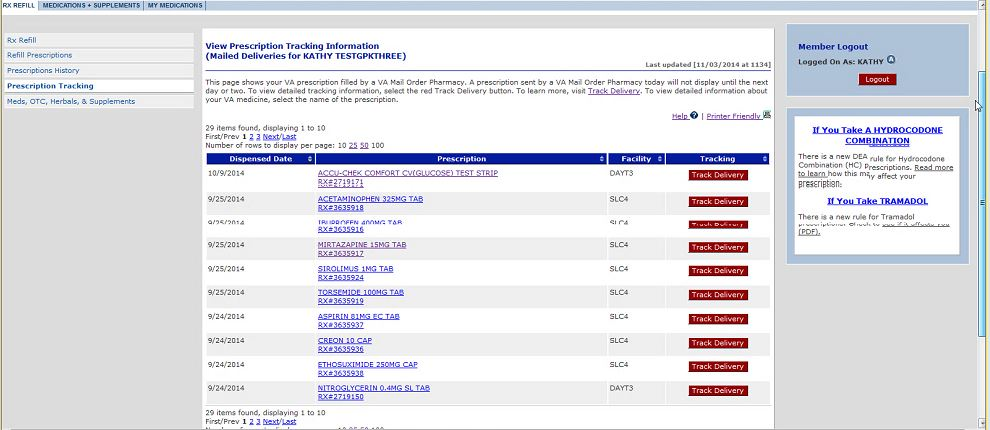 RX REFILL | MEDICATIONS + SUPPLEMENTS | MY MEDICATIONS
Rx Refill
Refill Prescriptions
Prescriptions History
Prescription Tracking
Meds, OTC, Herbals, & Supplements
View Prescription Tracking Information
(Mailed Deliveries for KATHY TESTGPKTHREE)
Last updated [11/03/2014 at 1134]
This page shows your VA prescription filled by a VA Mail Order Pharmacy. A prescription sent by a VA Mail Order Pharmacy today will not display until the next
day or two. To view detailed tracking information, select the red Track Delivery button. To learn more, visit Track Delivery. To view detailed information about
your VA medicine, select the name of the prescription.
Help | Printer Friendly
29 items found, displaying 1 to 10
First/Prev 1 2 3 Next/Last
Number of rows to display per page: 10 25 50 100
Dispensed Date Prescription Facility Tracking
10/9/2014 ACCU-CHEK COMFORT CV(GLUCOSE) TEST STRIP DAYT3 Track Delivery
RX#2719171
9/25/2014 ACETAMINOPHEN 325MG TAB SLC4 Track Delivery
RX#3635918
9/25/2014 IBUPROFEN 400MG TAB SLC4 Track Delivery
RX#3635916
9/25/2014 MIRTAZAPINE 15MG TAB SLC4 Track Delivery
RX#3635917
9/25/2014 SIROLIMUS 1MG TAB SLC4 Track Delivery
RX#3635924
9/25/2014 TORSEMIDE 100MG TAB SLC4 Track Delivery
RX#3635919
9/24/2014 ASPIRIN 81MG EC TAB SLC4 Track Delivery
RX#3635937
9/24/2014 CREON 10 CAP SLC4 Track Delivery
RX#3635936
9/24/2014 ETHOSUXIMIDE 250MG CAP SLC4 Track Delivery
RX#3635938
9/24/2014 NITROGLYCERIN 0.4MG SL TAB DAYT3 Track Delivery
RX#2719150
29 items found, displaying 1 to 10
First/Prev 1 2 3 Next/Last
Member Logout
Logged On As: KATHY
Logout
If You Take A HYDROCODONE
COMBINATION
There is a new DEA rule for Hydrocodone
Combination (HC) prescriptions. Read more
to learn how this may affect your
prescription.
If You Take TRAMADOL
There is a new rule for Tramadol
prescriptions. Check to see if it affects you
(PDF).